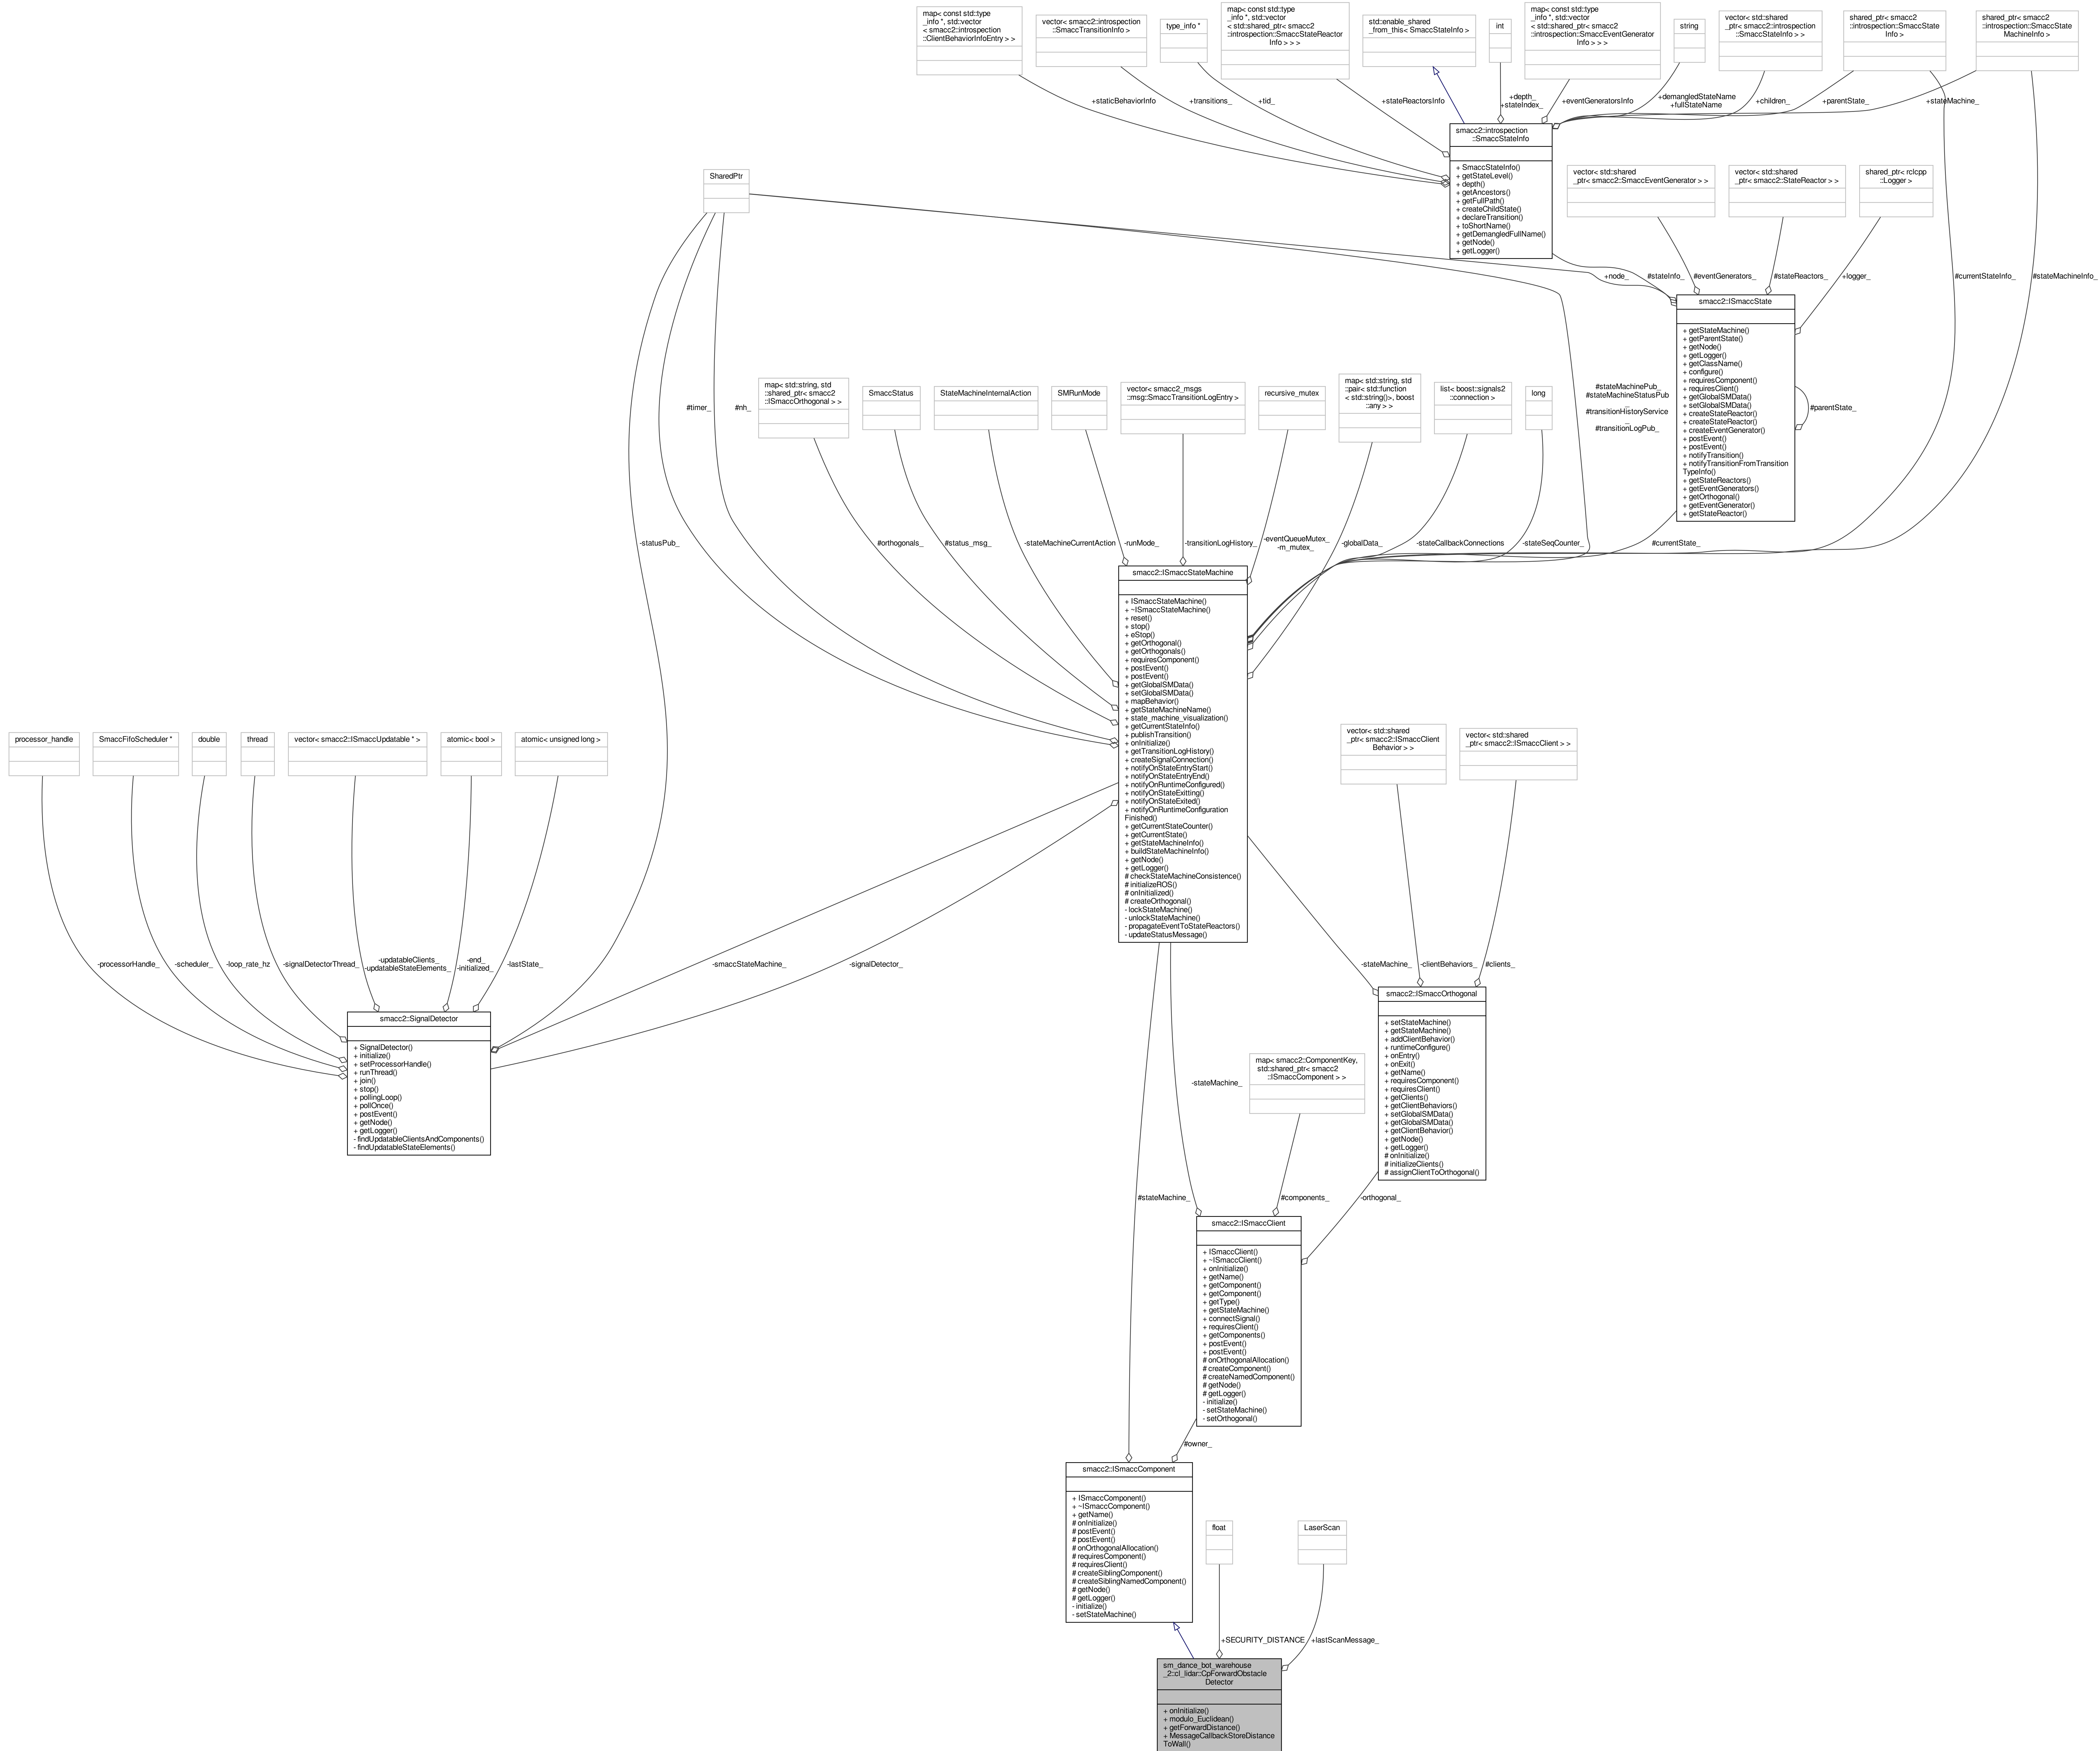 map< const std::type
_info *, std::vector
< smacc2::introspection
::ClientBehaviorInfoEntry > >
vector< smacc2::introspection
::SmaccTransitionInfo >
type_info *
map< const std::type
_info *, std::vector
< std::shared_ptr< smacc2
::introspection::SmaccStateReactor
Info > > >
std::enable_shared
_from_this< SmaccStateInfo >
int
map< const std::type
_info *, std::vector
< std::shared_ptr< smacc2
::introspection::SmaccEventGenerator
Info > > >
string
vector< std::shared
_ptr< smacc2::introspection
::SmaccStateInfo > >
shared_ptr< smacc2
::introspection::SmaccState
Info >
shared_ptr< smacc2
::introspection::SmaccState
MachineInfo >
+staticBehaviorInfo
+transitions_
+tid_
+stateReactorsInfo
+depth_
+stateIndex_
+eventGeneratorsInfo
+demangledStateName
+fullStateName
+children_
+parentState_
+stateMachine_
smacc2::introspection
::SmaccStateInfo
+ SmaccStateInfo()
+ getStateLevel()
+ depth()
+ getAncestors()
+ getFullPath()
+ createChildState()
+ declareTransition()
+ toShortName()
+ getDemangledFullName()
+ getNode()
+ getLogger()
SharedPtr
vector< std::shared
_ptr< smacc2::SmaccEventGenerator > >
vector< std::shared
_ptr< smacc2::StateReactor > >
shared_ptr< rclcpp
::Logger >
+node_
#stateInfo_
#eventGenerators_
#stateReactors_
+logger_
#currentStateInfo_
#stateMachineInfo_
smacc2::ISmaccState
+ getStateMachine()
+ getParentState()
+ getNode()
+ getLogger()
+ getClassName()
+ configure()
+ requiresComponent()
+ requiresClient()
+ getGlobalSMData()
+ setGlobalSMData()
+ createStateReactor()
+ createStateReactor()
+ createEventGenerator()
+ postEvent()
+ postEvent()
+ notifyTransition()
+ notifyTransitionFromTransition
TypeInfo()
+ getStateReactors()
+ getEventGenerators()
+ getOrthogonal()
+ getEventGenerator()
+ getStateReactor()
#parentState_
#timer_
#nh_
map< std::string, std
::shared_ptr< smacc2
::ISmaccOrthogonal > >
SmaccStatus
StateMachineInternalAction
SMRunMode
vector< smacc2_msgs
::msg::SmaccTransitionLogEntry >
recursive_mutex
map< std::string, std
::pair< std::function
< std::string()>, boost
::any > >
list< boost::signals2
::connection >
long
#stateMachinePub_
#stateMachineStatusPub
_
#transitionHistoryService
_
#transitionLogPub_
-statusPub_
#orthogonals_
#status_msg_
-stateMachineCurrentAction
-runMode_
-transitionLogHistory_
-eventQueueMutex_
-m_mutex_
-globalData_
-stateCallbackConnections
-stateSeqCounter_
#currentState_
smacc2::ISmaccStateMachine
+ ISmaccStateMachine()
+ ~ISmaccStateMachine()
+ reset()
+ stop()
+ eStop()
+ getOrthogonal()
+ getOrthogonals()
+ requiresComponent()
+ postEvent()
+ postEvent()
+ getGlobalSMData()
+ setGlobalSMData()
+ mapBehavior()
+ getStateMachineName()
+ state_machine_visualization()
+ getCurrentStateInfo()
+ publishTransition()
+ onInitialize()
+ getTransitionLogHistory()
+ createSignalConnection()
+ notifyOnStateEntryStart()
+ notifyOnStateEntryEnd()
+ notifyOnRuntimeConfigured()
+ notifyOnStateExitting()
+ notifyOnStateExited()
+ notifyOnRuntimeConfiguration
Finished()
+ getCurrentStateCounter()
+ getCurrentState()
+ getStateMachineInfo()
+ buildStateMachineInfo()
+ getNode()
+ getLogger()
# checkStateMachineConsistence()
# initializeROS()
# onInitialized()
# createOrthogonal()
- lockStateMachine()
- unlockStateMachine()
- propagateEventToStateReactors()
- updateStatusMessage()
processor_handle
SmaccFifoScheduler *
double
thread
vector< smacc2::ISmaccUpdatable * >
atomic< bool >
atomic< unsigned long >
-processorHandle_
-scheduler_
-loop_rate_hz
-signalDetectorThread_
-updatableClients_
-updatableStateElements_
-end_
-initialized_
-lastState_
-smaccStateMachine_
-signalDetector_
smacc2::SignalDetector
+ SignalDetector()
+ initialize()
+ setProcessorHandle()
+ runThread()
+ join()
+ stop()
+ pollingLoop()
+ pollOnce()
+ postEvent()
+ getNode()
+ getLogger()
- findUpdatableClientsAndComponents()
- findUpdatableStateElements()
vector< std::shared
_ptr< smacc2::ISmaccClient
Behavior > >
vector< std::shared
_ptr< smacc2::ISmaccClient > >
-stateMachine_
-clientBehaviors_
#clients_
smacc2::ISmaccOrthogonal
+ setStateMachine()
+ getStateMachine()
+ addClientBehavior()
+ runtimeConfigure()
+ onEntry()
+ onExit()
+ getName()
+ requiresComponent()
+ requiresClient()
+ getClients()
+ getClientBehaviors()
+ setGlobalSMData()
+ getGlobalSMData()
+ getClientBehavior()
+ getNode()
+ getLogger()
# onInitialize()
# initializeClients()
# assignClientToOrthogonal()
map< smacc2::ComponentKey,
std::shared_ptr< smacc2
::ISmaccComponent > >
-stateMachine_
#stateMachine_
#components_
-orthogonal_
smacc2::ISmaccClient
+ ISmaccClient()
+ ~ISmaccClient()
+ onInitialize()
+ getName()
+ getComponent()
+ getComponent()
+ getType()
+ getStateMachine()
+ connectSignal()
+ requiresClient()
+ getComponents()
+ postEvent()
+ postEvent()
# onOrthogonalAllocation()
# createComponent()
# createNamedComponent()
# getNode()
# getLogger()
- initialize()
- setStateMachine()
- setOrthogonal()
#owner_
smacc2::ISmaccComponent
+ ISmaccComponent()
+ ~ISmaccComponent()
+ getName()
# onInitialize()
# postEvent()
# postEvent()
# onOrthogonalAllocation()
# requiresComponent()
# requiresClient()
# createSiblingComponent()
# createSiblingNamedComponent()
# getNode()
# getLogger()
- initialize()
- setStateMachine()
float
LaserScan
+SECURITY_DISTANCE
+lastScanMessage_
sm_dance_bot_warehouse
_2::cl_lidar::CpForwardObstacle
Detector
+ onInitialize()
+ modulo_Euclidean()
+ getForwardDistance()
+ MessageCallbackStoreDistance
ToWall()